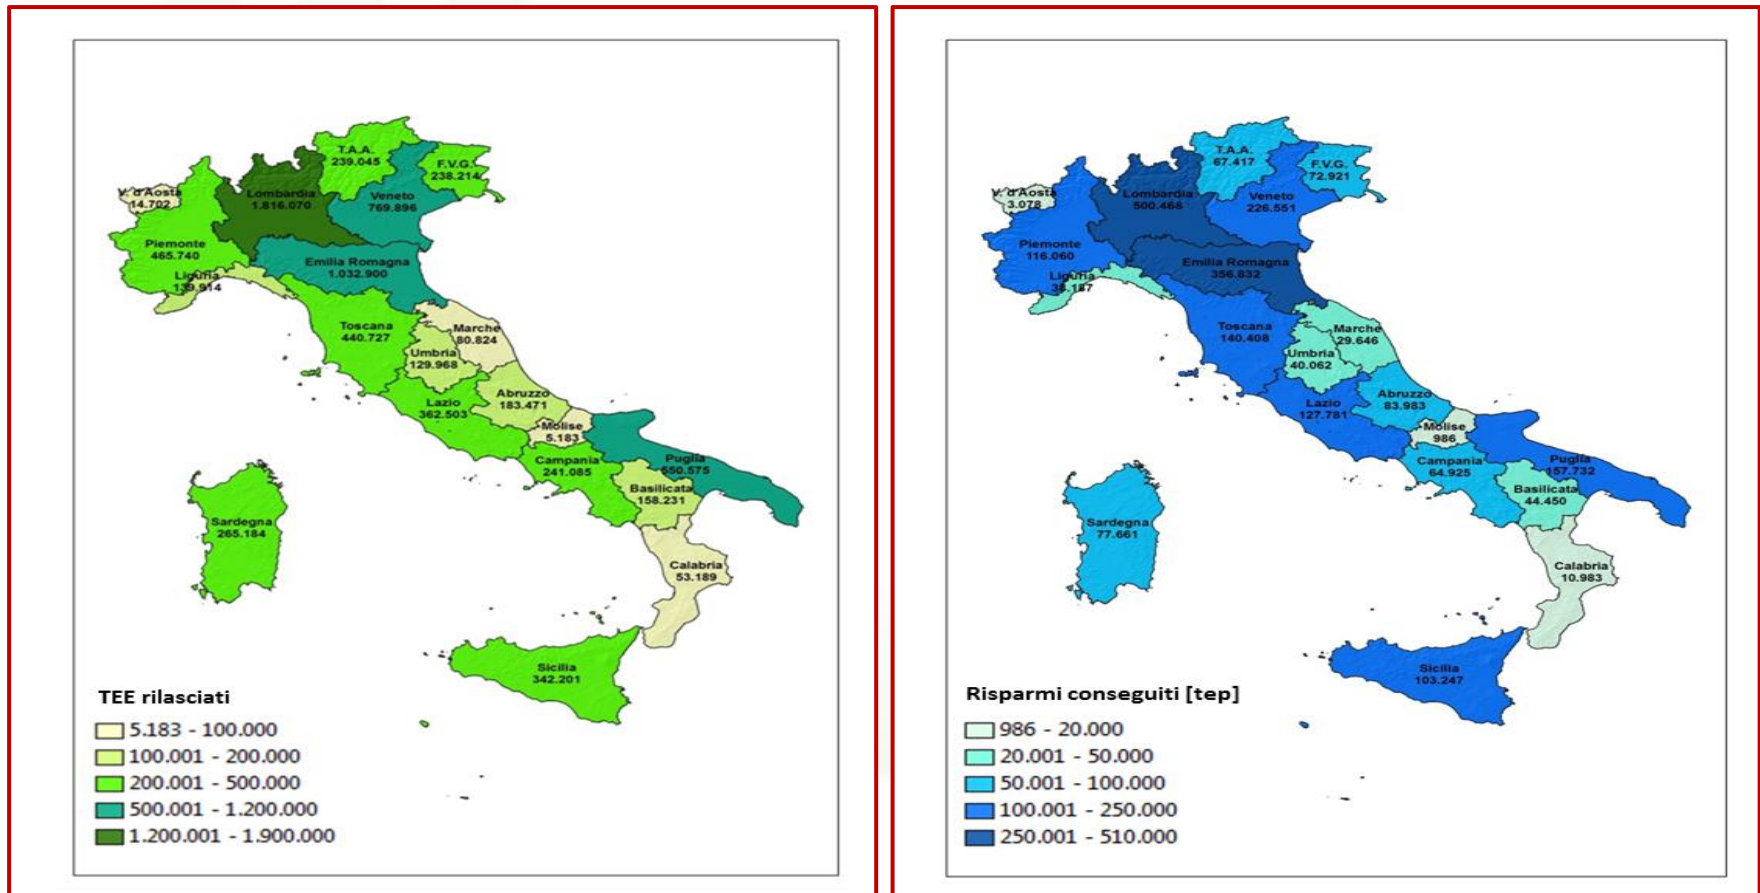 T.A.A.
239.045
F.V.G.
238.214
V. d'Aosta
14.702
Lombardia
1.816.070
Veneto
769.896
Piemonte
465.740
Emilia Romagna
1.032.900
Liguria
139.914
Toscana
440.727
Marche
80.824
Umbria
129.968
Abruzzo
183.471
Lazio
362.503
Molise
5.183
Campania
241.085
Puglia
550.575
Basilicata
158.231
Sardegna
265.184
Calabria
53.189
Sicilia
342.201
TEE rilasciati
5.183 - 100.000
100.001 - 200.000
200.001 - 500.000
500.001 - 1.200.000
1.200.001 - 1.900.000
T.A.A.
67.417
F.V.G.
72.921
V. d'Aosta
3.078
Lombardia
500.468
Veneto
226.551
Piemonte
116.060
Emilia Romagna
356.832
Liguria
Toscana
140.408
Marche
29.646
Umbria
40.062
Abruzzo
83.983
Lazio
127.781
Molise
986
Campania
64.925
Puglia
157.732
Basilicata
44.450
Sardegna
77.661
Calabria
10.983
Sicilia
103.247
Risparmi conseguiti [tep]
986 - 20.000
20.001 - 50.000
50.001 - 100.000
100.001 - 250.000
250.001 - 510.000